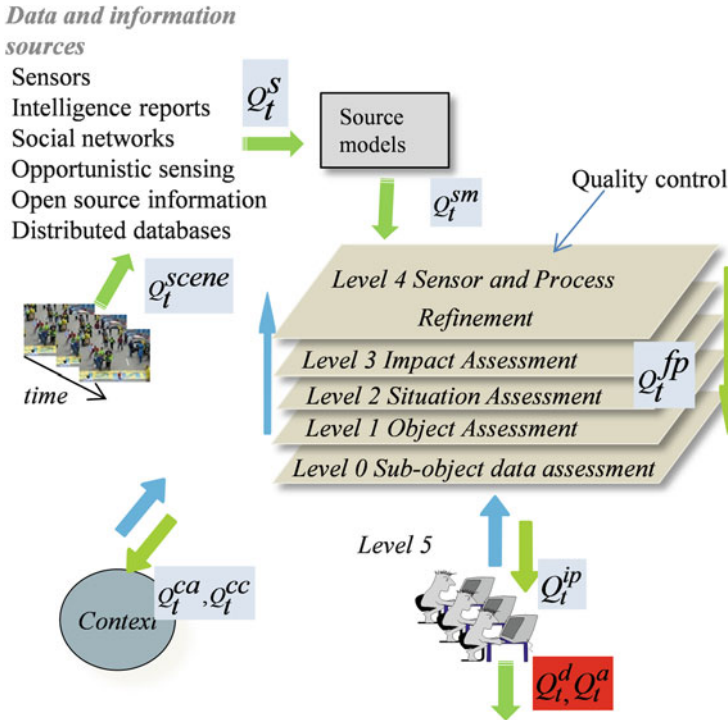 Data and information
sources
Sensors
Intelligence reports
Social networks
Opportunistic sensing
Open source information
Distributed databases
Q_t^s
Source
models
Q_t^sm
Quality control
Q_t^scene
time
Level 4 Sensor and Process
Refinement
Level 3 Impact Assessment
Level 2 Situation Assessment
Level 1 Object Assessment
Level 0 Sub-object data assessment
Q_t^fp
Level 5
Q_t^ip
Context
Q_t^ca, Q_t^cc
Q_t^d, Q_t^a